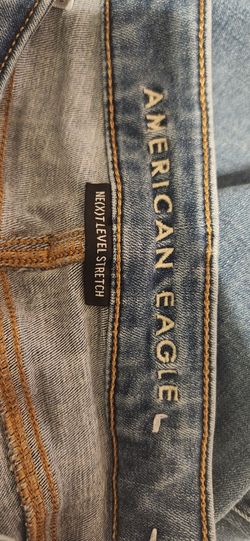 AMERICAN EAGLE
NE(X)T LEVEL STRETCH